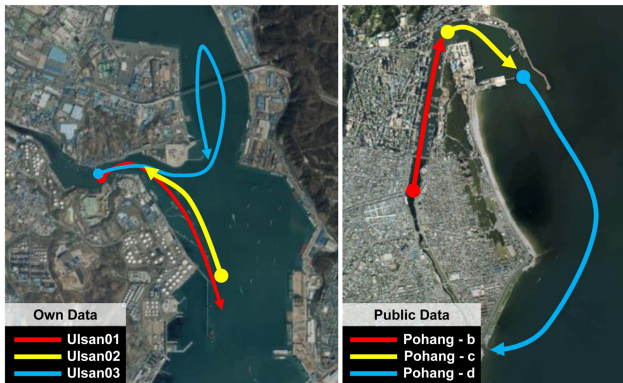 Own Data
Ulsan01
Ulsan02
Ulsan03
Public Data
Pohang - b
Pohang - c
Pohang - d